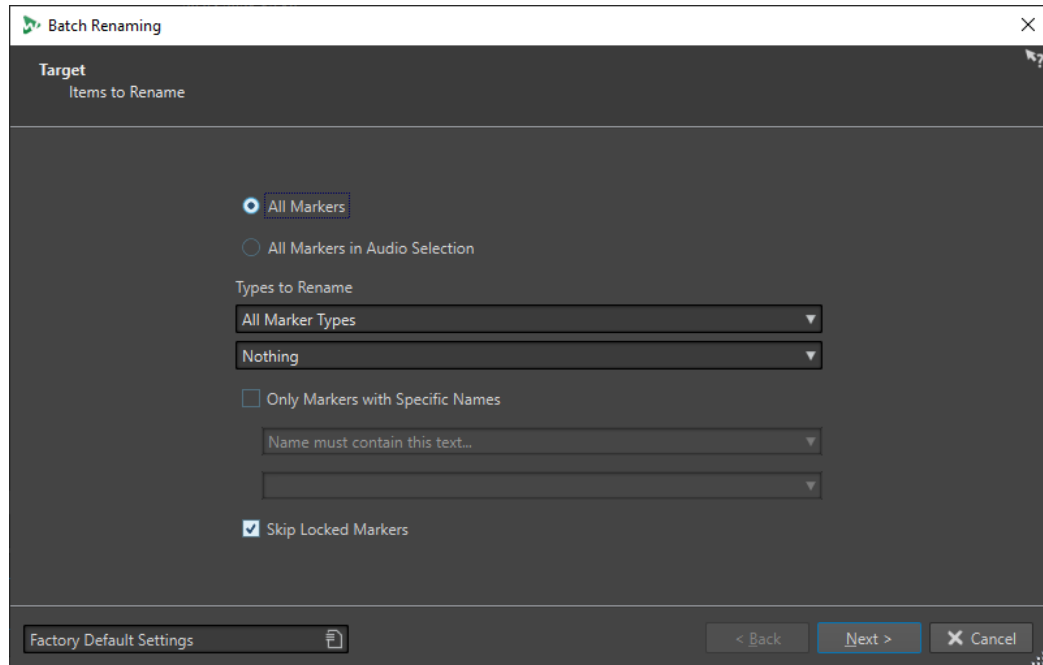 Batch Renaming
Target
Items to Rename
All Markers
All Markers in Audio Selection
Types to Rename
All Marker Types
Nothing
Only Markers with Specific Names
Name must contain this text...
Skip Locked Markers
Factory Default Settings
< Back
Next >
Cancel